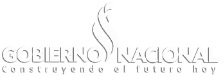 GOBIERNO NACIONAL
Construyendo el futuro hoy